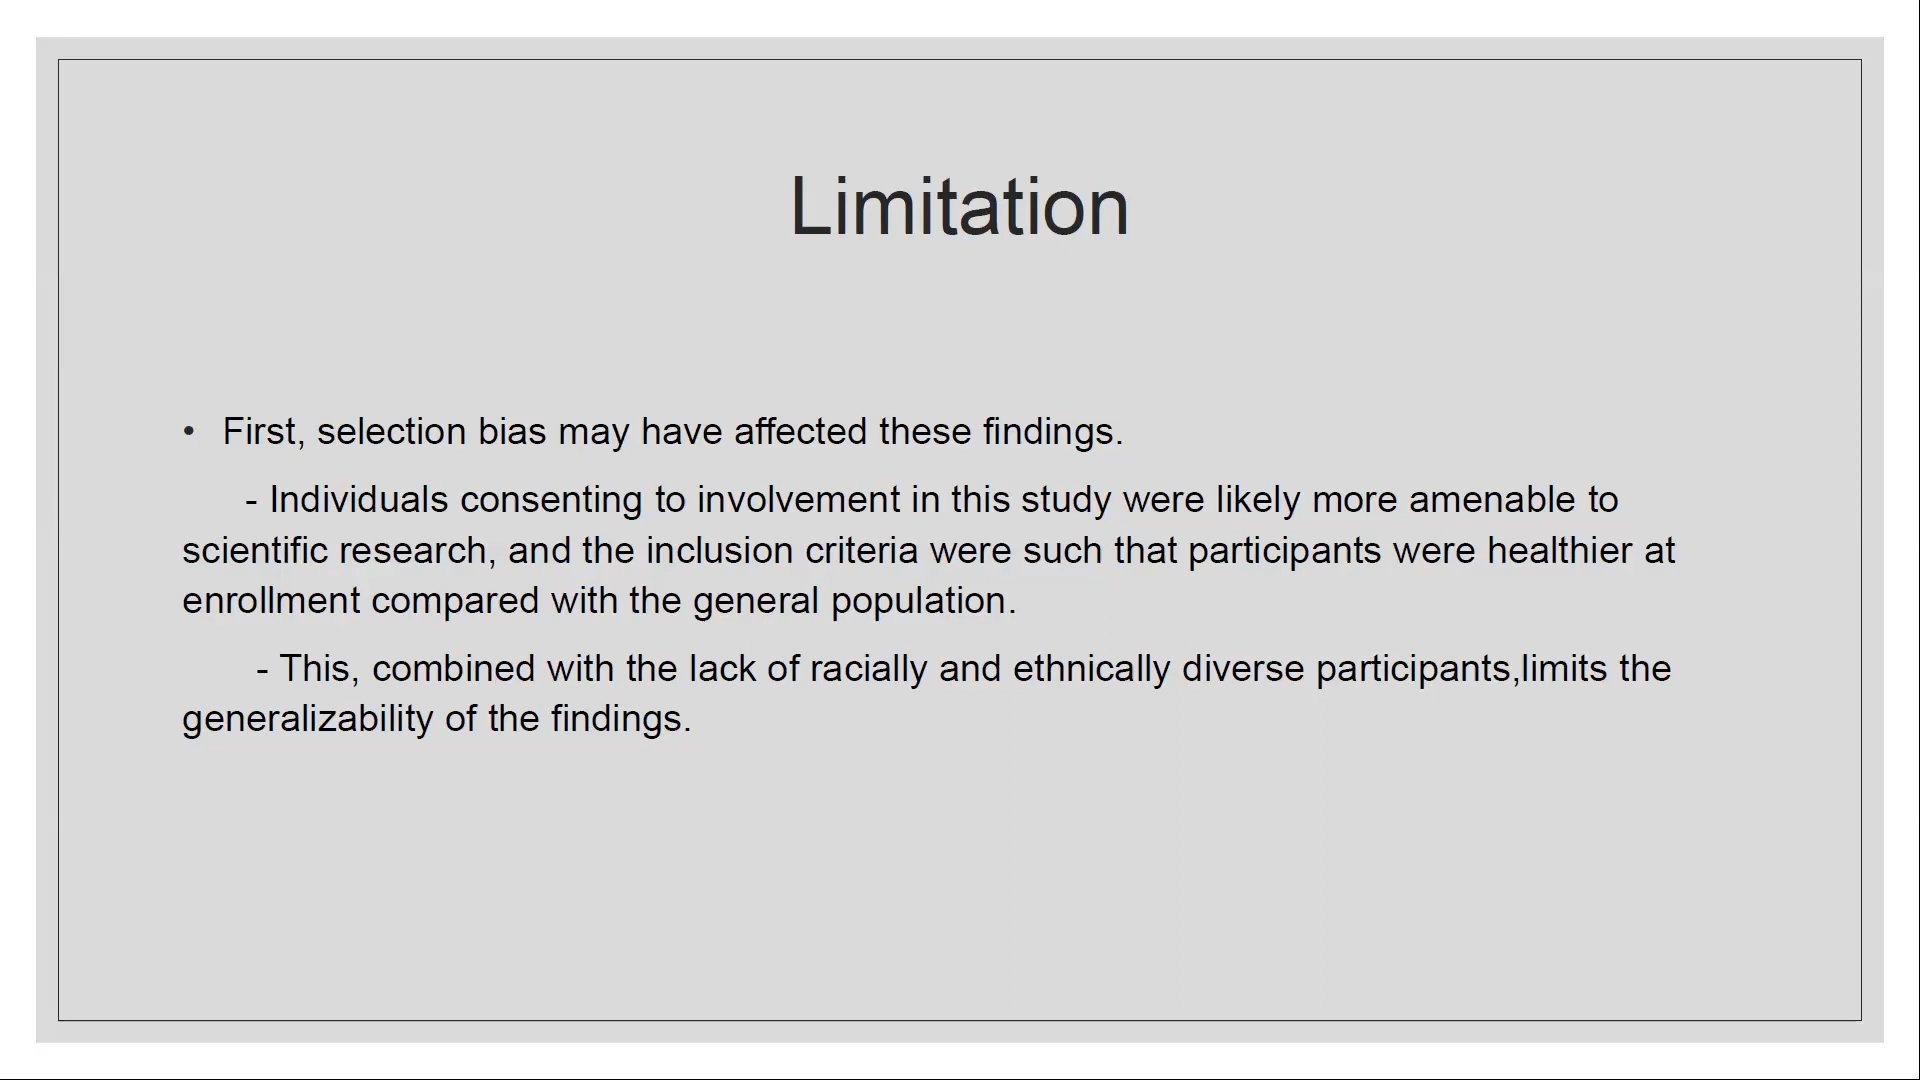 Limitation
• First, selection bias may have affected these findings.
- Individuals consenting to involvement in this study were likely more amenable to
scientific research, and the inclusion criteria were such that participants were healthier at
enrollment compared with the general population.
- This, combined with the lack of racially and ethnically diverse participants,limits the
generalizability of the findings.